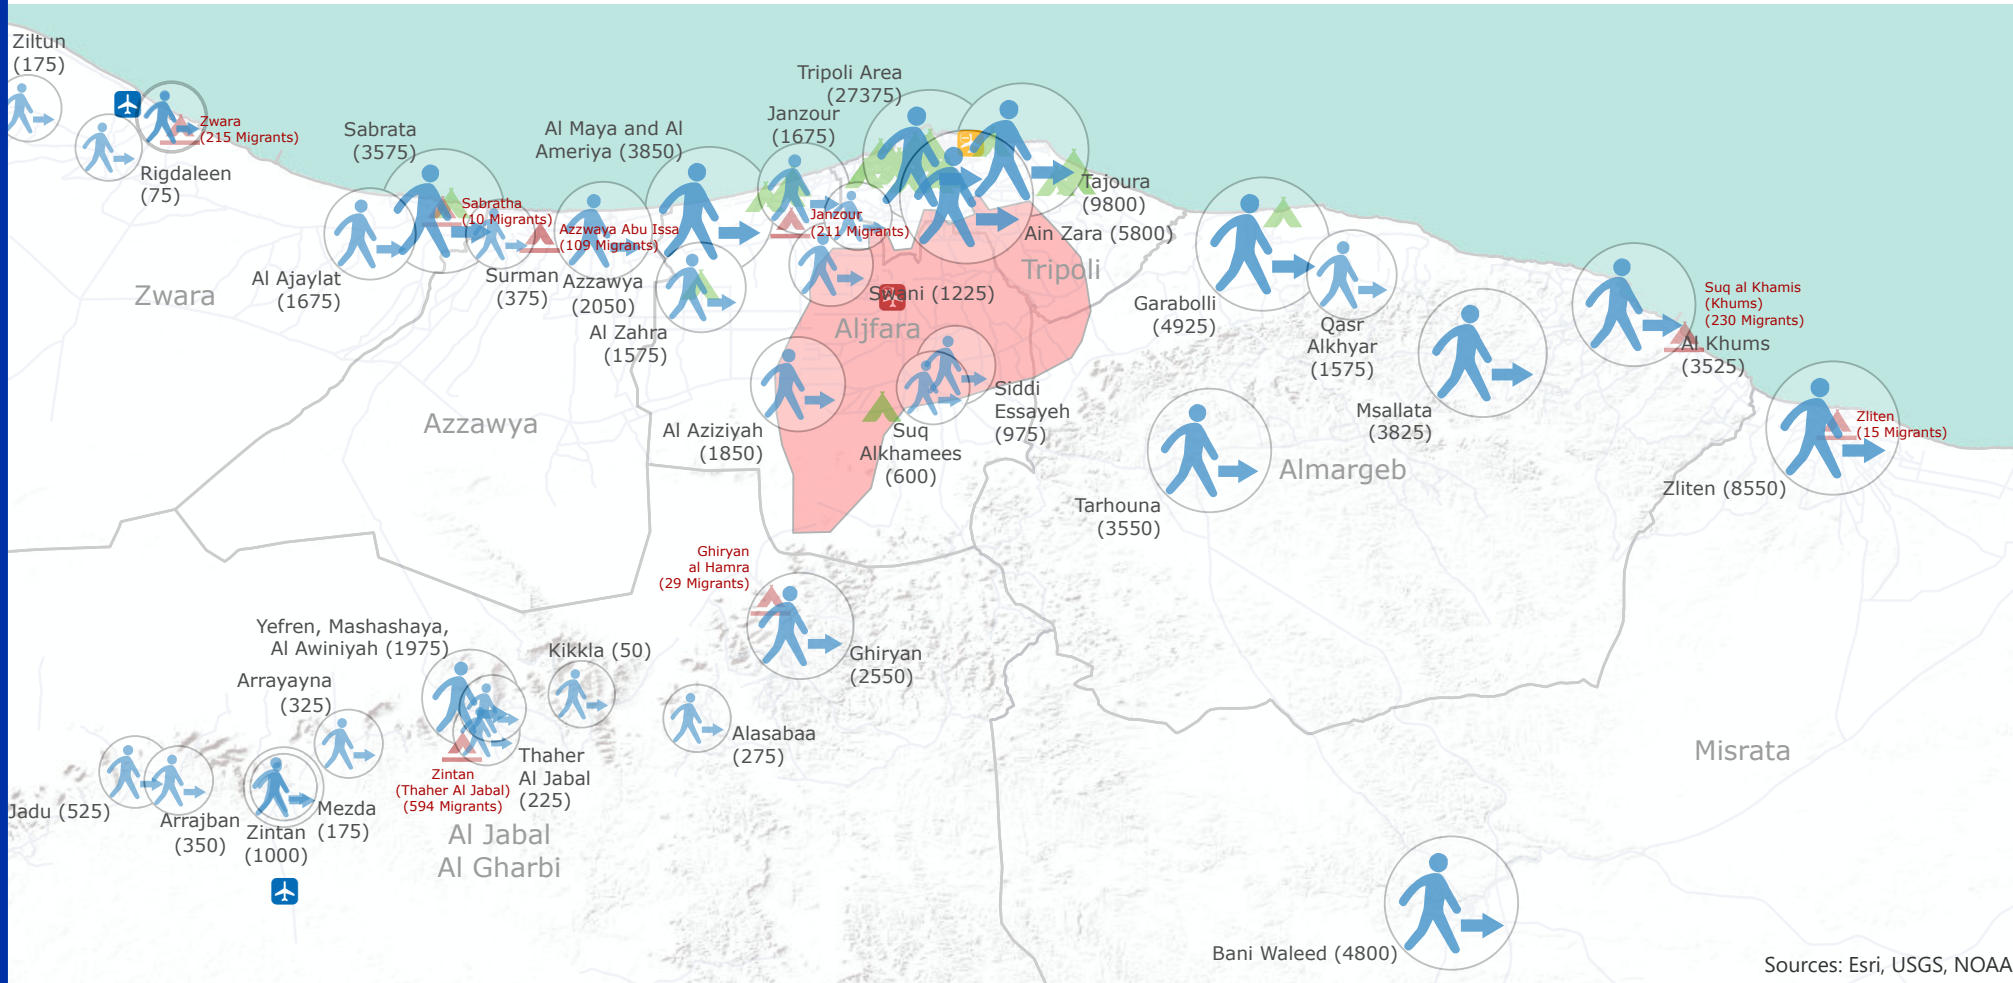 Ziltun
(175)
Zwara
(215 Migrants)
Rigdaleen
(75)
Sabrata
(3575)
Al Maya and Al
Ameriya (3850)
Tripoli Area
(27375)
Janzour
(1675)
Sabratha
(10 Migrants)
Azzwaya Abu Issa
(109 Migrants)
Janzour
(211 Migrants)
Tajoura
(9800)
Ain Zara (5800)
Tripoli
Zwara
Al Ajaylat
(1675)
Surman
(375)
Azzawya
(2050)
Al Zahra
(1575)
Swani (1225)
Aljfara
Garabolli
(4925)
Qasr
Alkhyar
(1575)
Suq al Khamis
(Khums)
(230 Migrants)
Al Khums
(3525)
Azzawya
Al Aziziyah
(1850)
Suq
Alkhamees
(600)
Siddi
Essayeh
(975)
Msallata
(3825)
Zliten
(15 Migrants)
Tarhouna
(3550)
Almargeb
Zliten (8550)
Ghiryan
al Hamra
(29 Migrants)
Yefren, Mashashaya,
Al Awiniyah (1975)
Kikkla (50)
Ghiryan
(2550)
Arrayayna
(325)
Alasabaa
(275)
Thaher
Al Jabal
(225)
Zintan
(Thaher Al Jabal)
(594 Migrants)
Misrata
Jadu (525)
Arrajban
(350)
Zintan
(1000)
Mezda
(175)
Al Jabal
Al Gharbi
Bani Waleed (4800)
Sources: Esri, USGS, NOAA